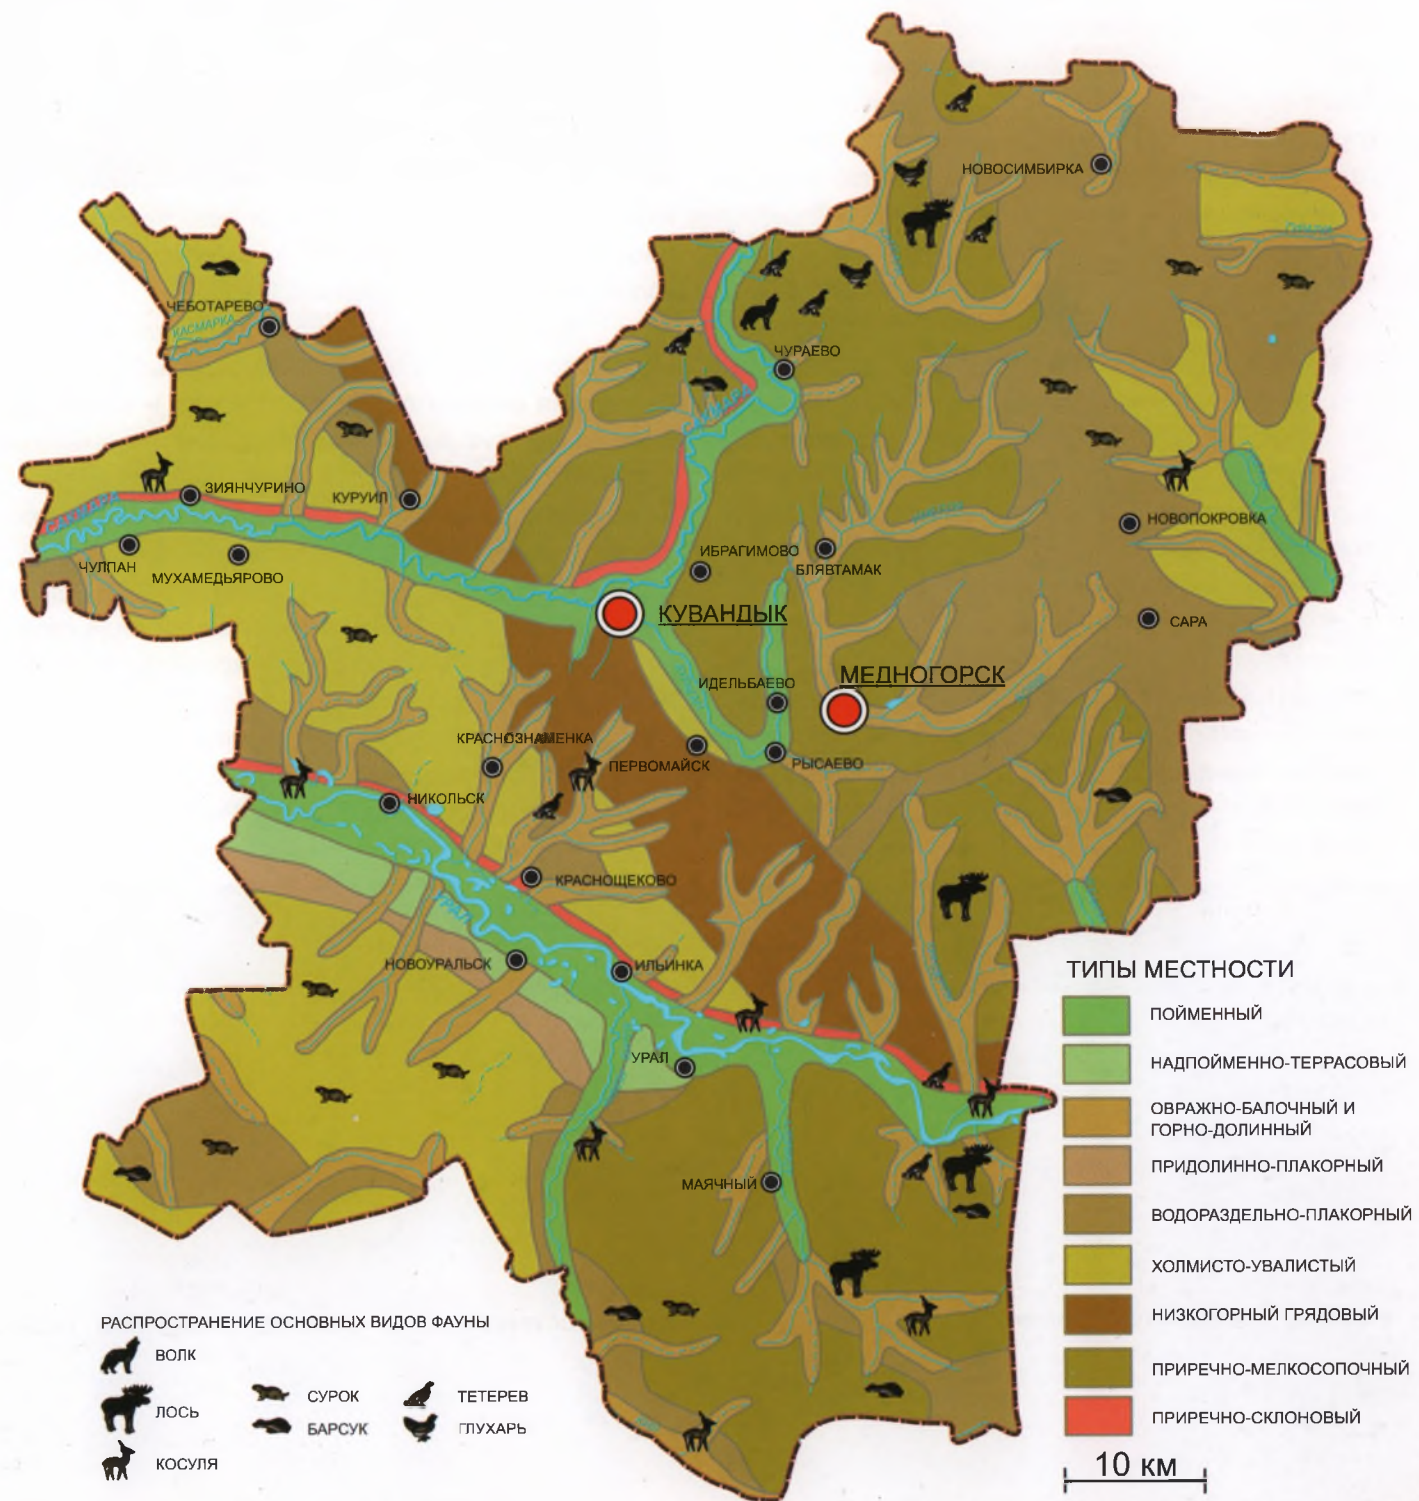 НОВОСИМБИРКА
ГУРАЛКА
ЧЕБОТАРЕВО
КАСМАРКА
ЧУРАЕВО
САКМАРА
САКМАРА
ЗИЯНЧУРИНО
КУРУИЛ
НОВОПОКРОВКА
ЧУЛПАН
МУХАМЕДЬЯРОВО
ИБРАГИМОВО
БЛЯВТАМАК
КУВАНДЫК
САРА
МЕДНОГОРСК
ИДЕЛЬБАЕВО
КРАСНОЗНАМЕНКА
ПЕРВОМАЙСК
РЫСАЕВО
НИКОЛЬСК
КРАСНОЩЕКОВО
УРАЛ
НОВОУРАЛЬСК
ИЛЬИНКА
УРАЛ
МАЯЧНЫЙ
ТИПЫ МЕСТНОСТИ
ПОЙМЕННЫЙ
НАДПОЙМЕННО-ТЕРРАСОВЫЙ
ОВРАЖНО-БАЛОЧНЫЙ И
ГОРНО-ДОЛИННЫЙ
ПРИДОЛИННО-ПЛАКОРНЫЙ
ВОДОРАЗДЕЛЬНО-ПЛАКОРНЫЙ
ХОЛМИСТО-УВАЛИСТЫЙ
НИЗКОГОРНЫЙ ГРЯДОВЫЙ
ПРИРЕЧНО-МЕЛКОСОПОЧНЫЙ
ПРИРЕЧНО-СКЛОНОВЫЙ
10 КМ
РАСПРОСТРАНЕНИЕ ОСНОВНЫХ ВИДОВ ФАУНЫ
ВОЛК
ЛОСЬ
КОСУЛЯ
СУРОК
БАРСУК
ТЕТЕРЕВ
ГЛУХАРЬ